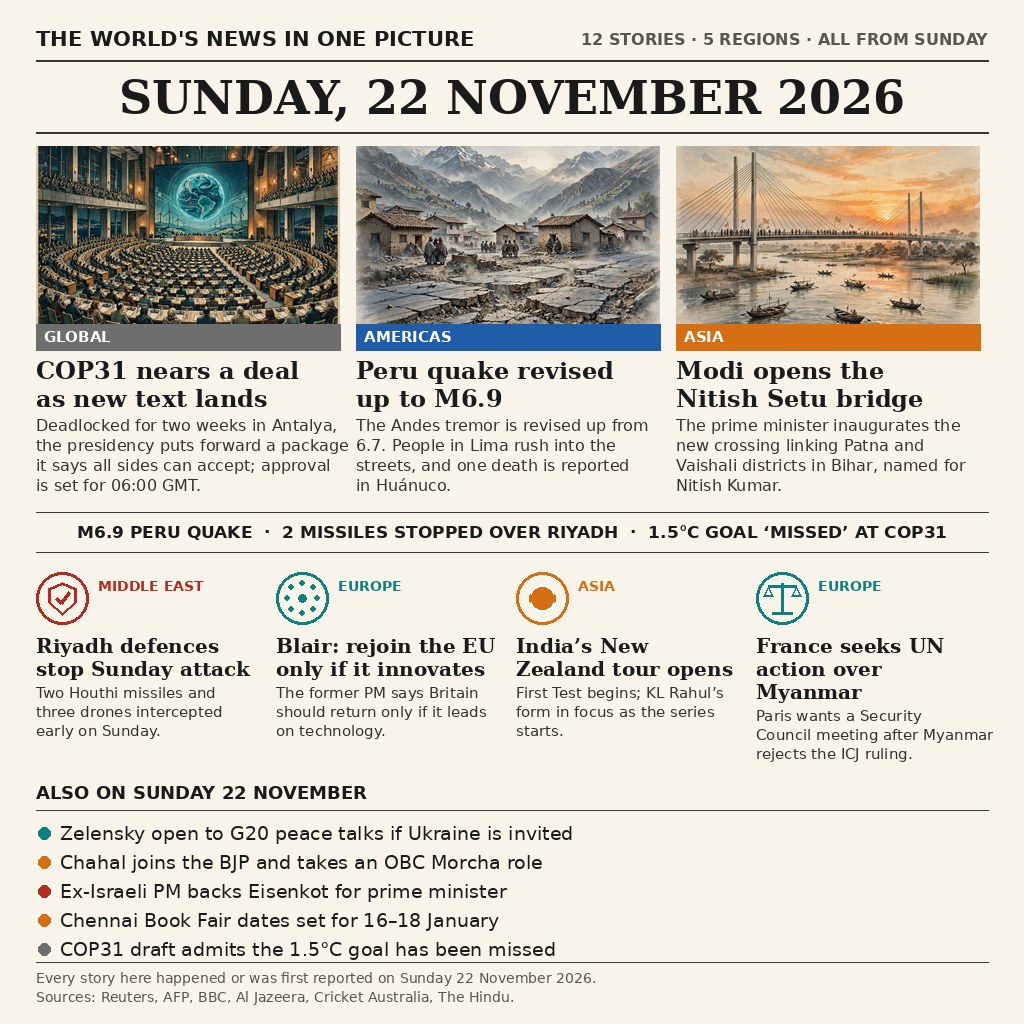 THE WORLD'S NEWS IN ONE PICTURE
12 STORIES · 5 REGIONS · ALL FROM SUNDAY
SUNDAY, 22 NOVEMBER 2026
GLOBAL
COP31 nears a deal
as new text lands
Deadlocked for two weeks in Antalya,
the presidency puts forward a package
it says all sides can accept; approval
is set for 06:00 GMT.
AMERICAS
Peru quake revised
up to M6.9
The Andes tremor is revised up from
6.7. People in Lima rush into the
streets, and one death is reported
in Huánuco.
ASIA
Modi opens the
Nitish Setu bridge
The prime minister inaugurates the
new crossing linking Patna and
Vaishali districts in Bihar, named for
Nitish Kumar.
M6.9 PERU QUAKE · 2 MISSILES STOPPED OVER RIYADH · 1.5°C GOAL ‘MISSED’ AT COP31
MIDDLE EAST
Riyadh defences
stop Sunday attack
Two Houthi missiles and
three drones intercepted
early on Sunday.
EUROPE
Blair: rejoin the EU
only if it innovates
The former PM says Britain
should return only if it leads
on technology.
ASIA
India’s New
Zealand tour opens
First Test begins; KL Rahul’s
form in focus as the series
starts.
EUROPE
France seeks UN
action over
Myanmar
Paris wants a Security
Council meeting after Myanmar
rejects the ICJ ruling.
ALSO ON SUNDAY 22 NOVEMBER
Zelensky open to G20 peace talks if Ukraine is invited
Chahal joins the BJP and takes an OBC Morcha role
Ex-Israeli PM backs Eisenkot for prime minister
Chennai Book Fair dates set for 16–18 January
COP31 draft admits the 1.5°C goal has been missed
Every story here happened or was first reported on Sunday 22 November 2026.
Sources: Reuters, AFP, BBC, Al Jazeera, Cricket Australia, The Hindu.